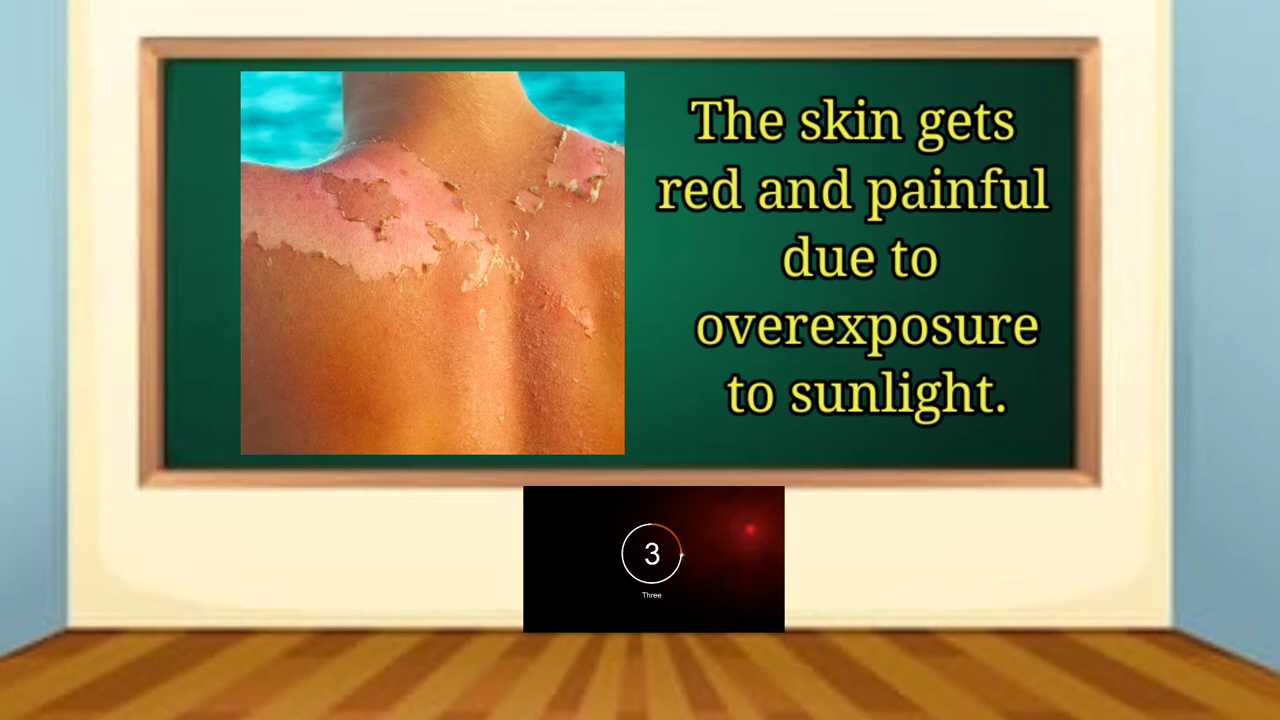 The skin gets
red and painful
due to
overexposure
to sunlight.
3
Three